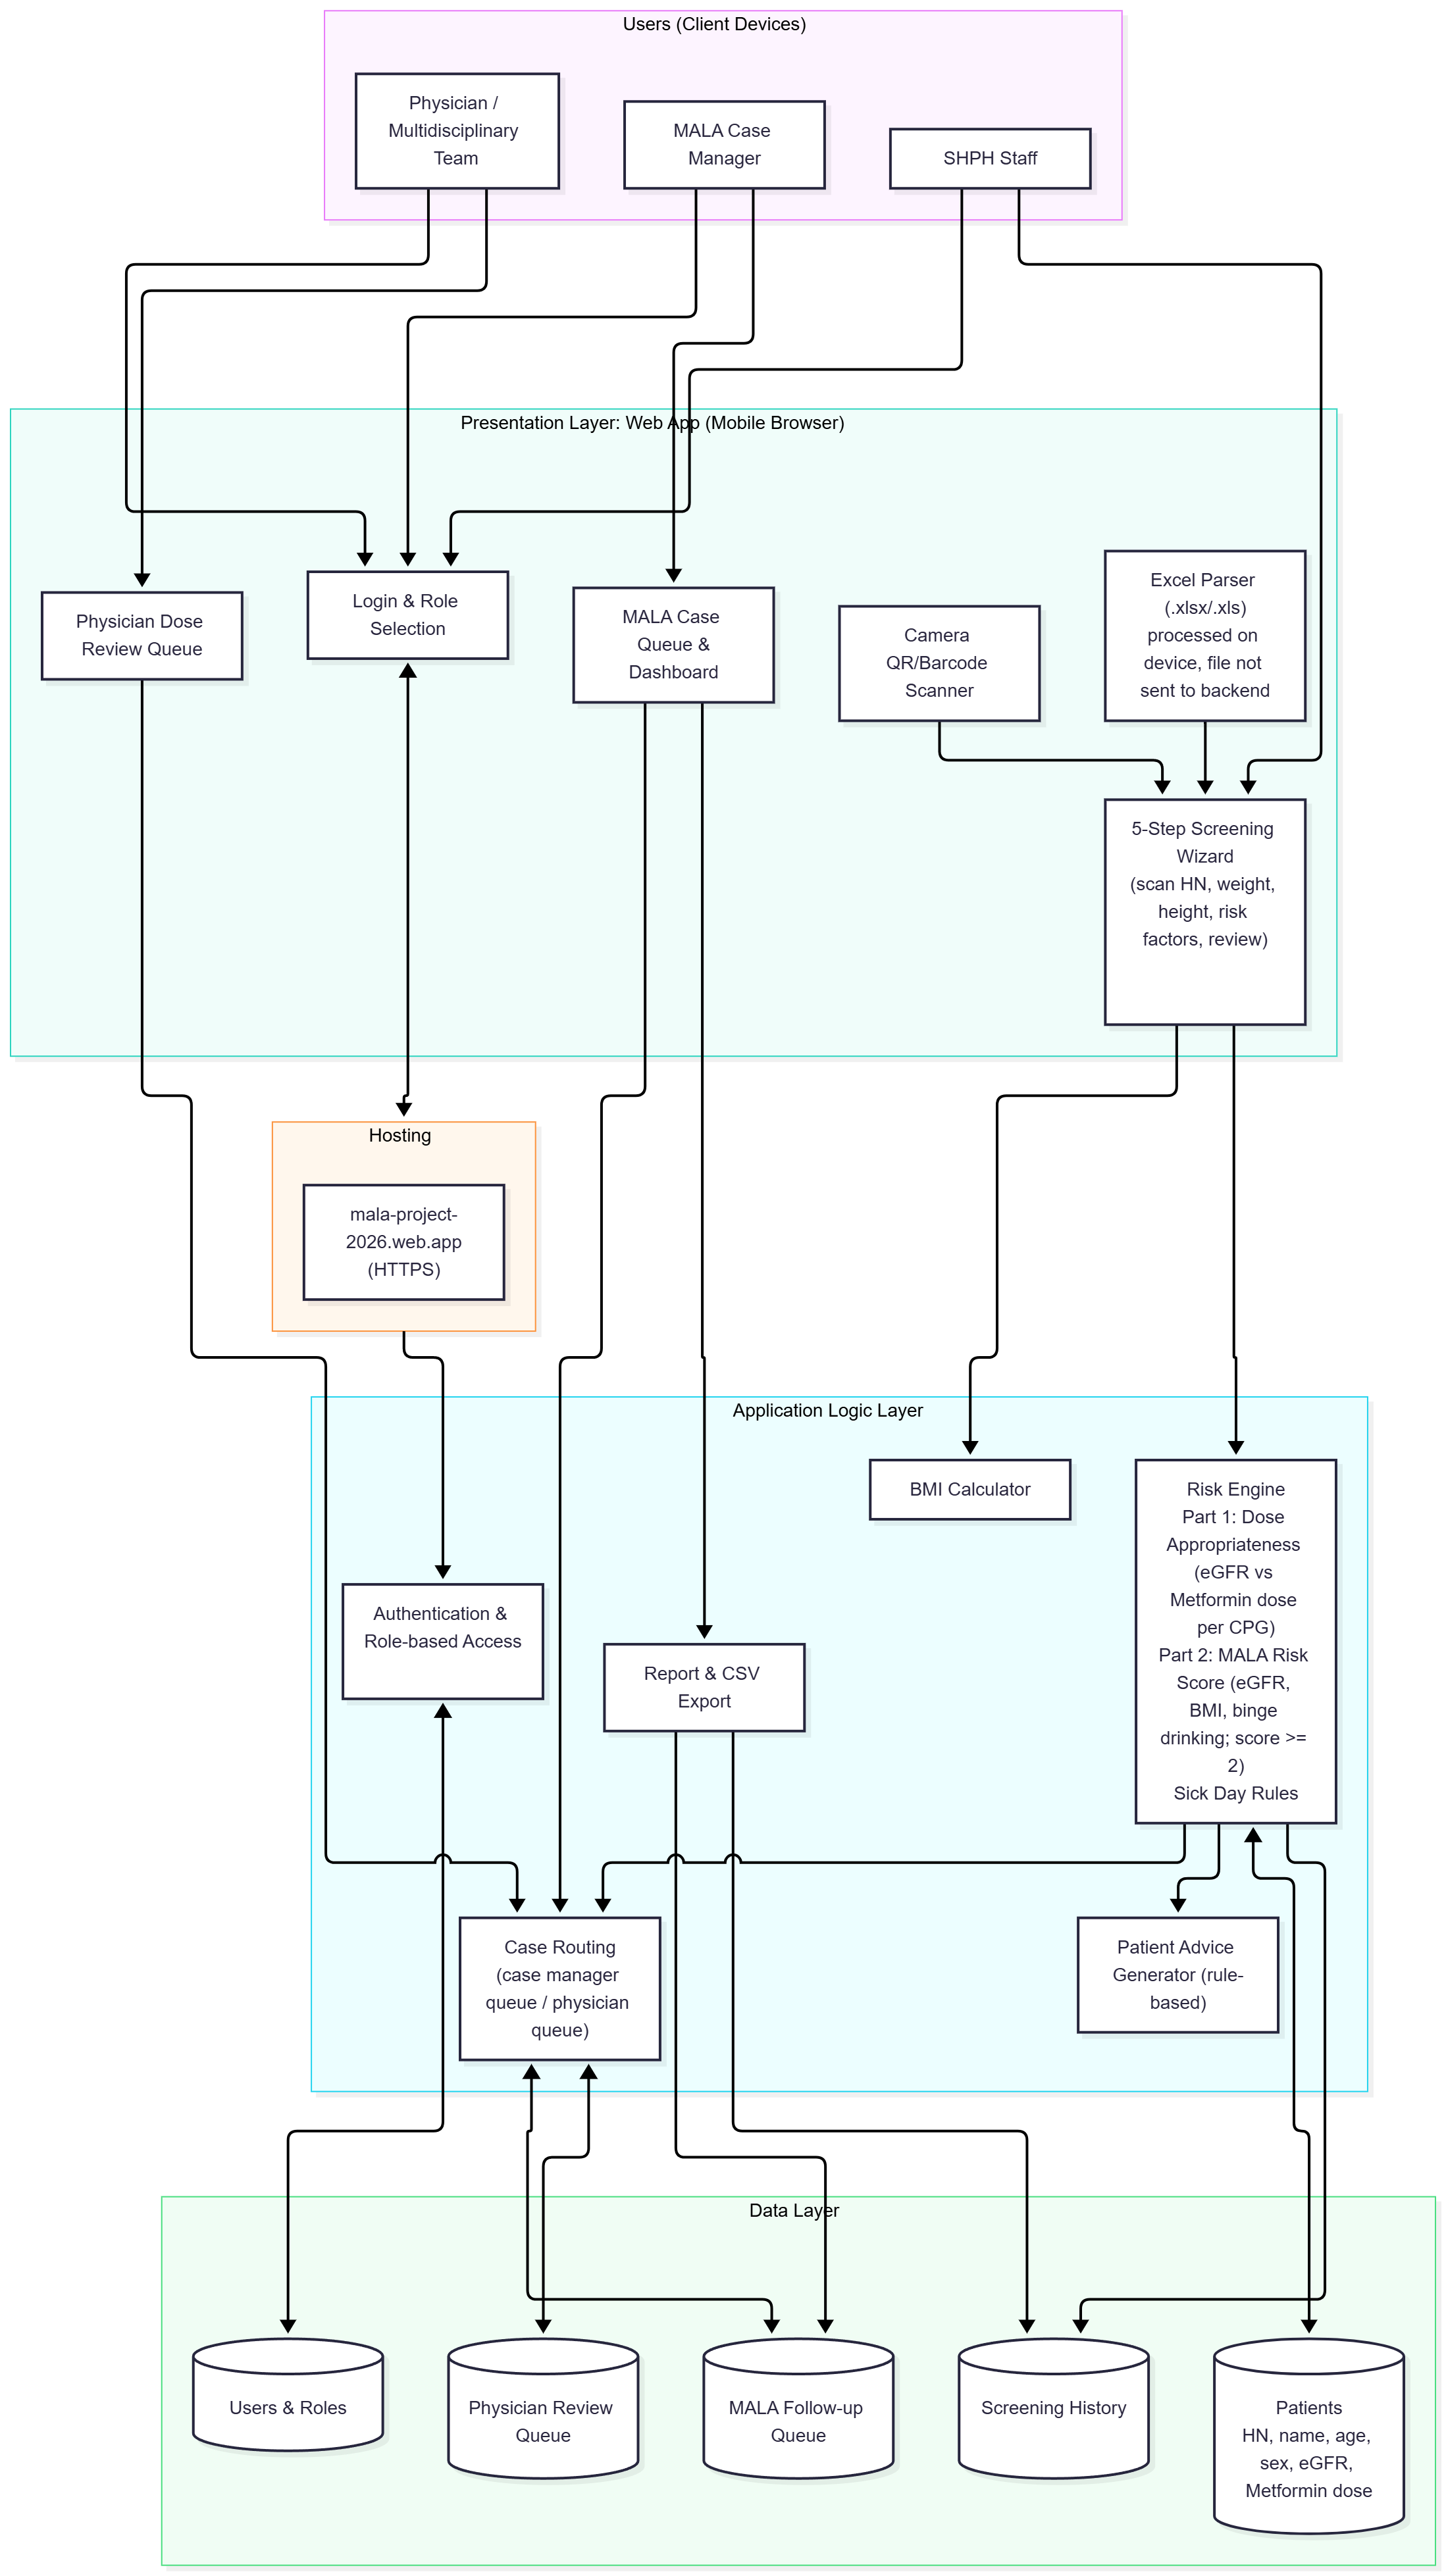 Users (Client Devices)
Physician /
Multidisciplinary
Team
MALA Case
Manager
SHPH Staff
Presentation Layer: Web App (Mobile Browser)
Physician Dose
Review Queue
Login & Role
Selection
MALA Case
Queue &
Dashboard
Camera
QR/Barcode
Scanner
Excel Parser
(.xlsx/.xls)
processed on
device, file not
sent to backend
5-Step Screening
Wizard
(scan HN, weight,
height, risk
factors, review)
Hosting
mala-project-
2026.web.app
(HTTPS)
Application Logic Layer
BMI Calculator
Risk Engine
Part 1: Dose
Appropriateness
(eGFR vs
Metformin dose
per CPG)
Part 2: MALA Risk
Score (eGFR,
BMI, binge
drinking; score >=
2)
Sick Day Rules
Authentication &
Role-based Access
Report & CSV
Export
Case Routing
(case manager
queue / physician
queue)
Patient Advice
Generator (rule-
based)
Data Layer
Users & Roles
Physician Review
Queue
MALA Follow-up
Queue
Screening History
Patients
HN, name, age,
sex, eGFR,
Metformin dose